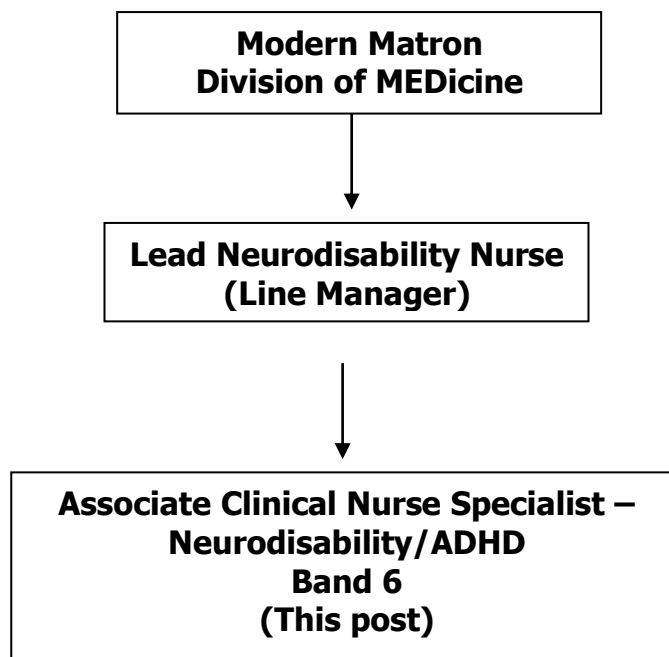 Modern Matron
Division of MEDicine
Lead Neurodisability Nurse
(Line Manager)
Associate Clinical Nurse Specialist –
Neurodisability/ADHD
Band 6
(This post)